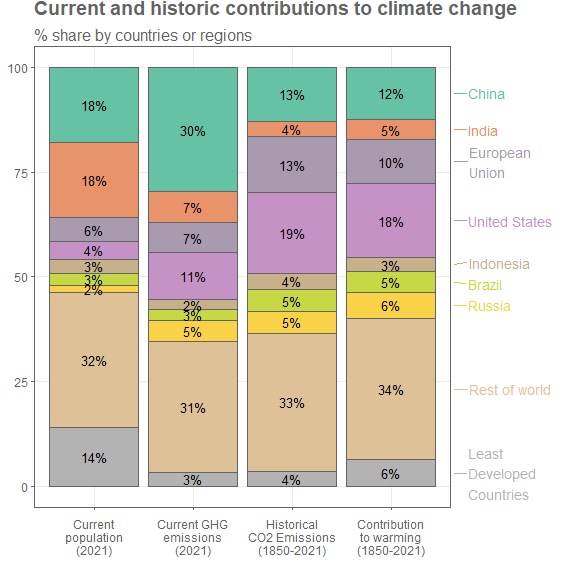 Current and historic contributions to climate change
% share by countries or regions
100
75
50
25
0
18%
18%
6%
4%
3%
3%
2%
32%
14%
30%
7%
7%
11%
2%
3%
5%
31%
3%
13%
4%
13%
19%
4%
5%
5%
33%
4%
12%
5%
10%
18%
3%
5%
6%
34%
6%
China
India
European
Union
United States
Indonesia
Brazil
Russia
Rest of world
Least
Developed
Countries
Current
population
(2021)
Current GHG
emissions
(2021)
Historical
CO2 Emissions
(1850-2021)
Contribution
to warming
(1850-2021)